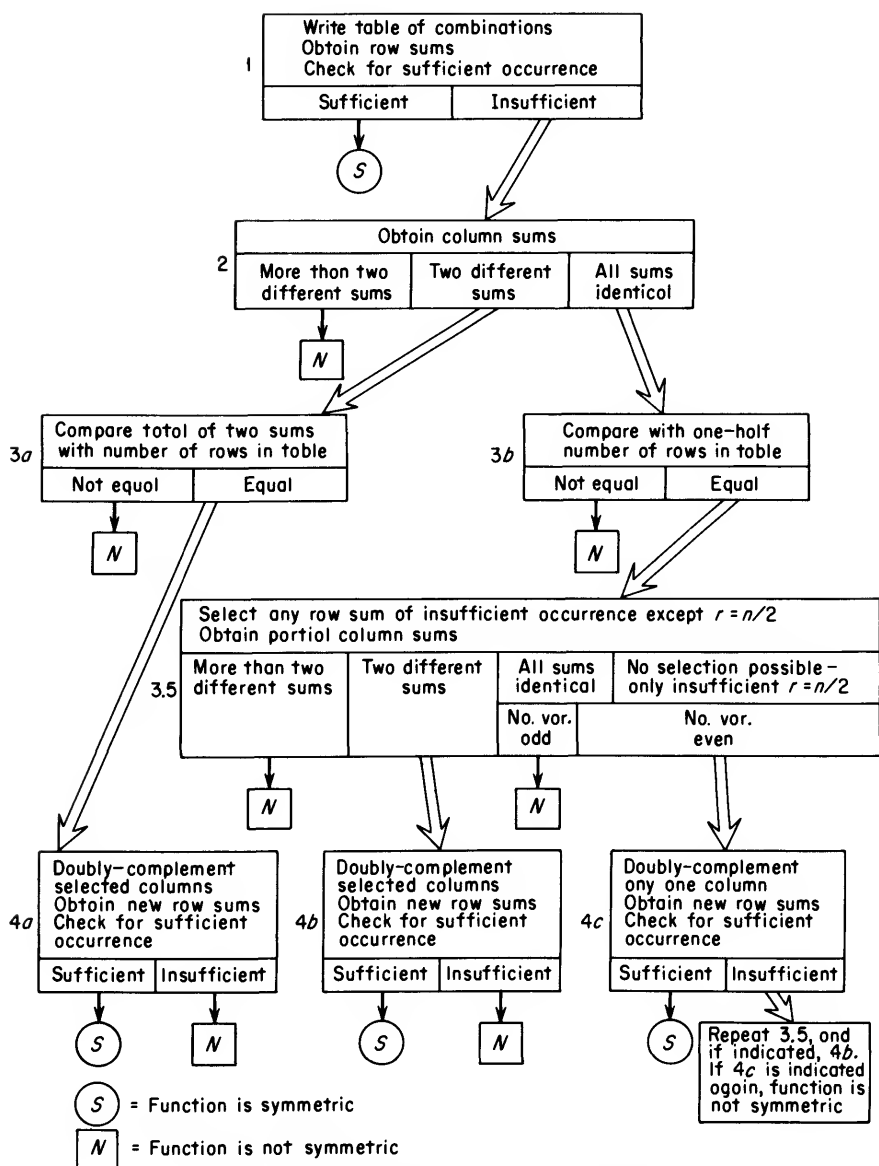 1
Write table of combinations
Obtain row sums
Check for sufficient occurrence
Sufficient
Insufficient
S
2
Obtain column sums
More than two
different sums
Two different
sums
All sums
identical
N
3a
Compare total of two sums
with number of rows in table
Not equal
Equal
N
3b
Compare with one-half
number of rows in table
Not equal
Equal
N
3.5
Select any row sum of insufficient occurrence except r = n/2
Obtain partial column sums
More than two
different sums
Two different
sums
All sums
identical
No selection possible –
only insufficient r = n/2
No. var.
odd
No. var.
even
N
N
4a
Doubly-complement
selected columns
Obtain new row sums
Check for sufficient
occurrence
Sufficient
Insufficient
S
N
4b
Doubly-complement
selected columns
Obtain new row sums
Check for sufficient
occurrence
Sufficient
Insufficient
S
N
4c
Doubly-complement
any one column
Obtain new row sums
Check for sufficient
occurrence
Sufficient
Insufficient
S
Repeat 3.5, and
if indicated, 4b.
If 4c is indicated
again, function is
not symmetric
S = Function is symmetric
N = Function is not symmetric